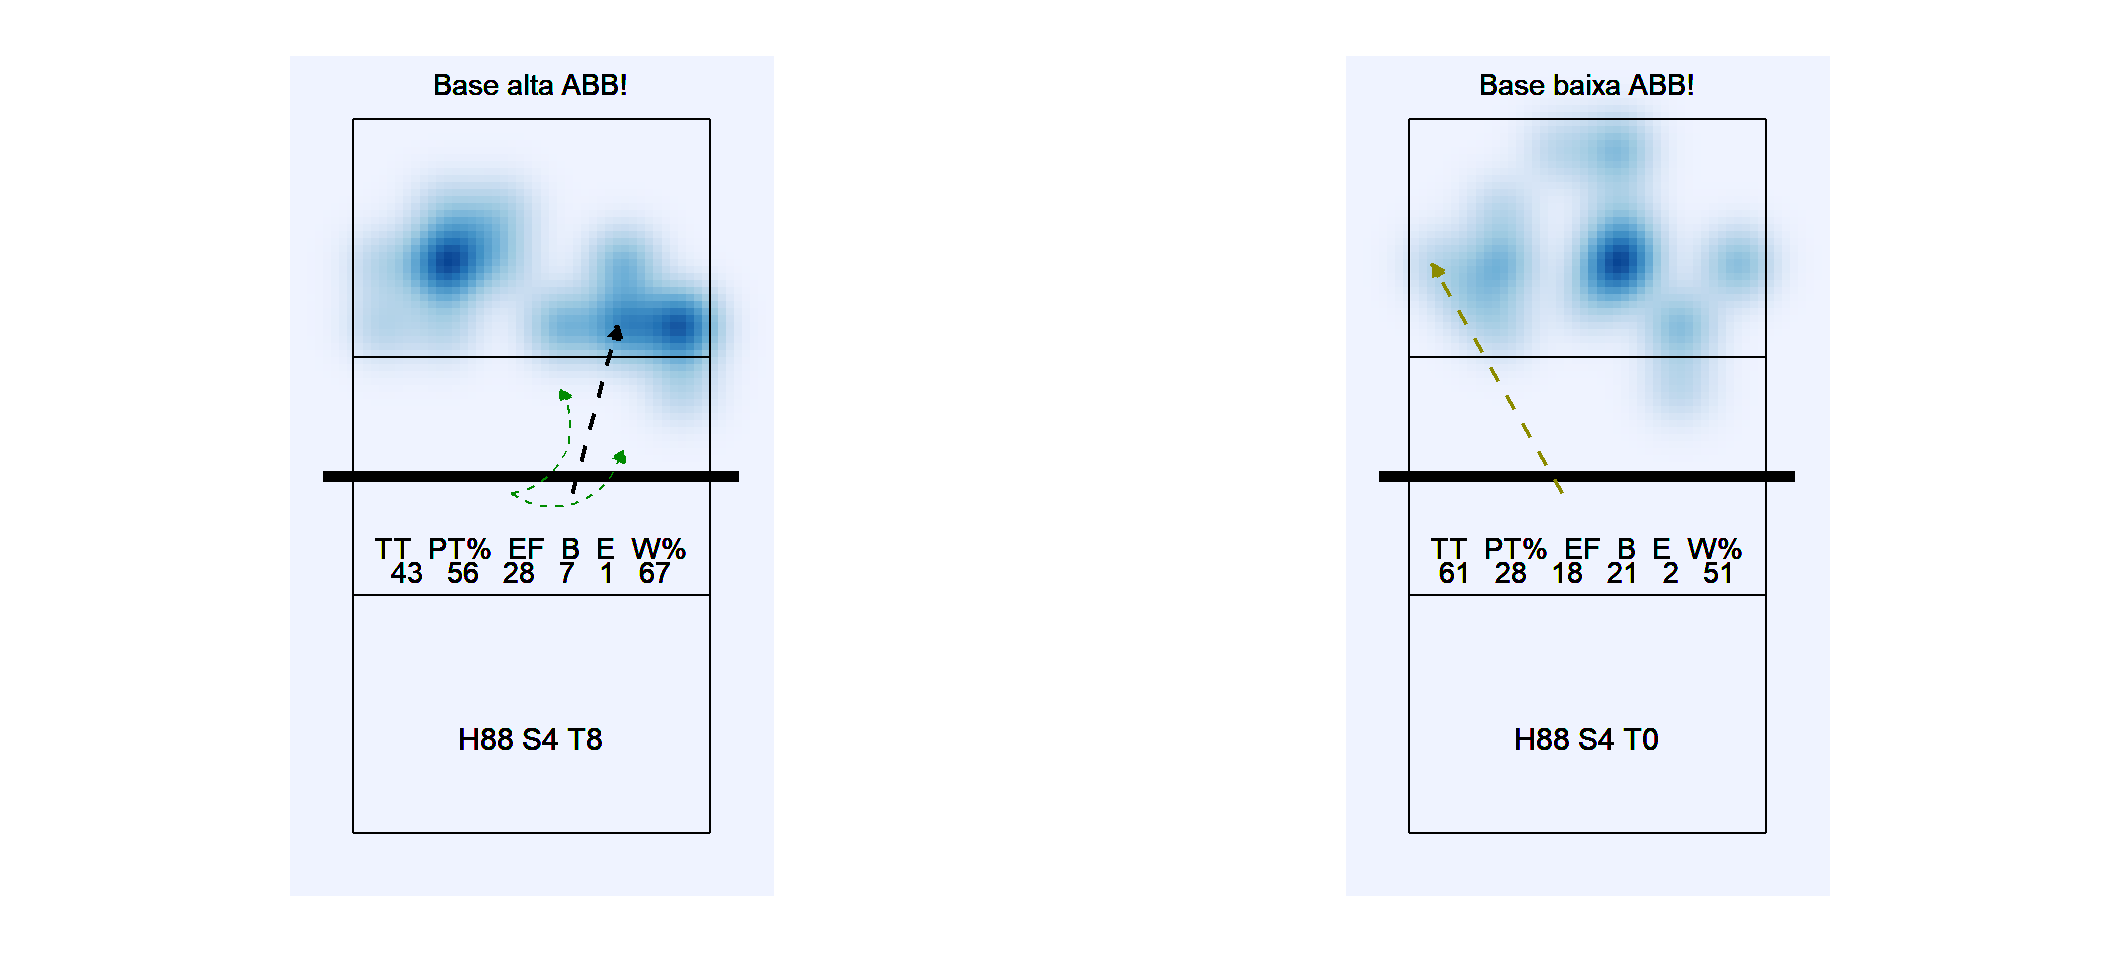 Base alta ABB!
TT PT% EF B E W%
43 56 28 7 1 67
H88 S4 T8
Base baixa ABB!
TT PT% EF B E W%
61 28 18 21 2 51
H88 S4 T0